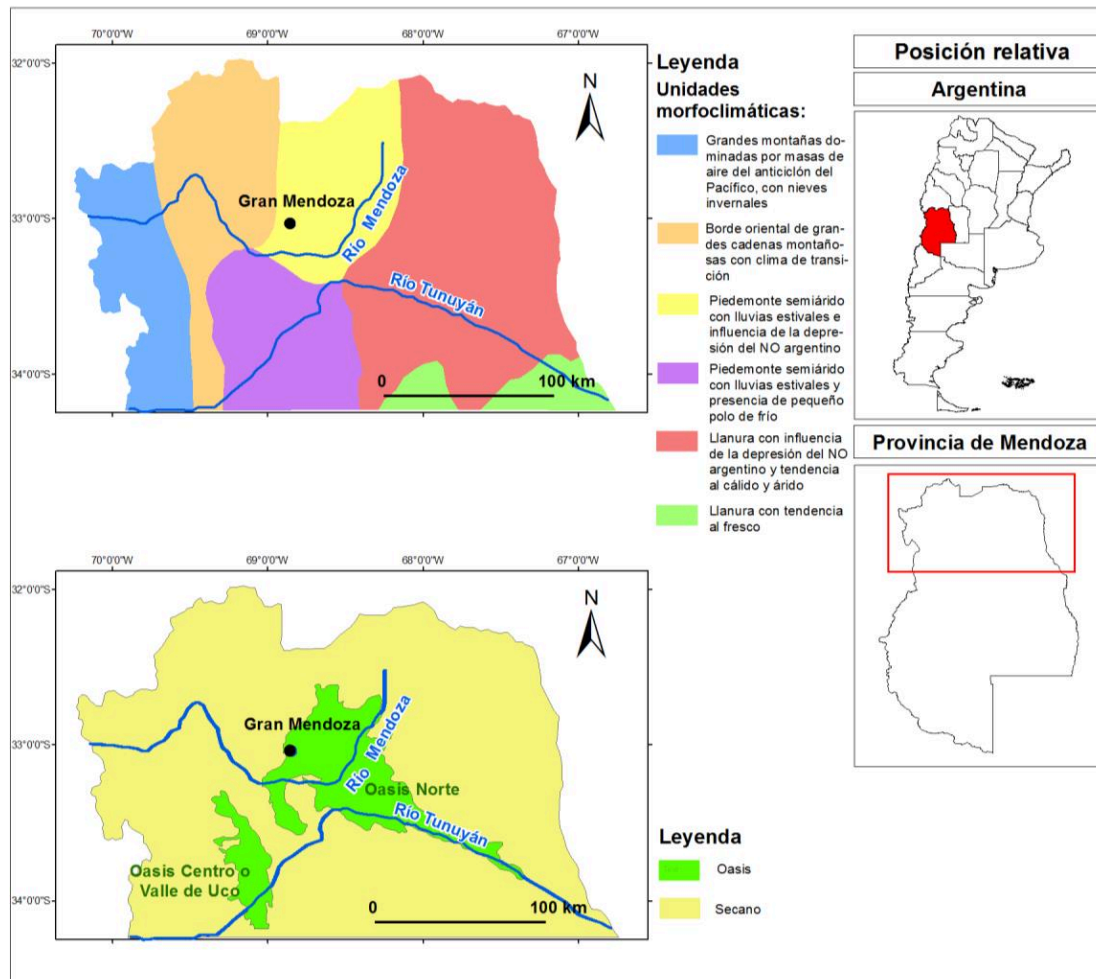 70°0'0"W
69°0'0"W
68°0'0"W
67°0'0"W
32°0'0"S
33°0'0"S
34°0'0"S
N
Gran Mendoza
Río Mendoza
Río Tunuyán
0 100 km
Leyenda
Unidades
morfoclimáticas:
Grandes montañas do-
minadas por masas de
aire del anticiclón del
Pacífico, con nieves
invernales
Borde oriental de gran-
des cadenas montaño-
sas con clima de transi-
ción
Piedemonte semiárido
con lluvias estivales e
influencia de la depre-
sión del NO argentino
Piedemonte semiárido
con lluvias estivales y
presencia de pequeño
polo de frío
Llanura con influencia
de la depresión del NO
argentino y tendencia
al cálido y árido
Llanura con tendencia
al fresco
Posición relativa
Argentina
Provincia de Mendoza
70°0'0"W
69°0'0"W
68°0'0"W
67°0'0"W
32°0'0"S
33°0'0"S
34°0'0"S
N
Gran Mendoza
Río Mendoza
Oasis Norte
Río Tunuyán
Oasis Centro o
Valle de Uco
0 100 km
Leyenda
Oasis
Secano